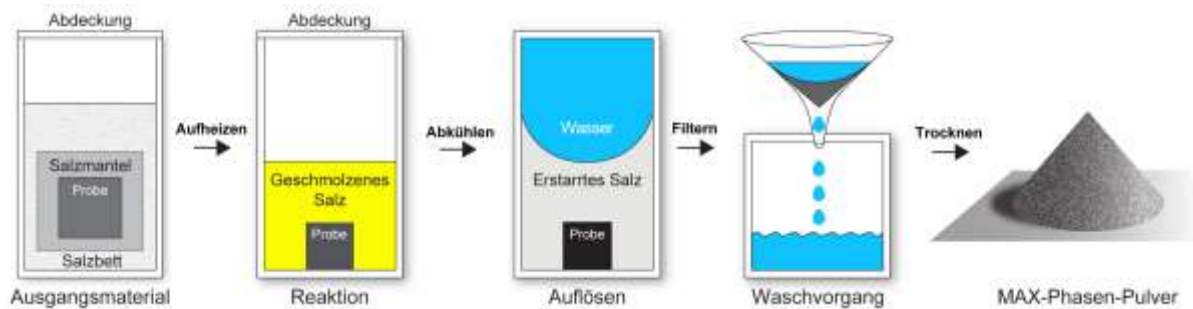 Abdeckung
Abdeckung
Aufheizen
Abkühlen
Wasser
Filtern
Trocknen
Salzmantel
Probe
Salzbett
Geschmolzenes
Salz
Probe
Erstarrtes Salz
Probe
Ausgangsmaterial
Reaktion
Auflösen
Waschvorgang
MAX-Phasen-Pulver